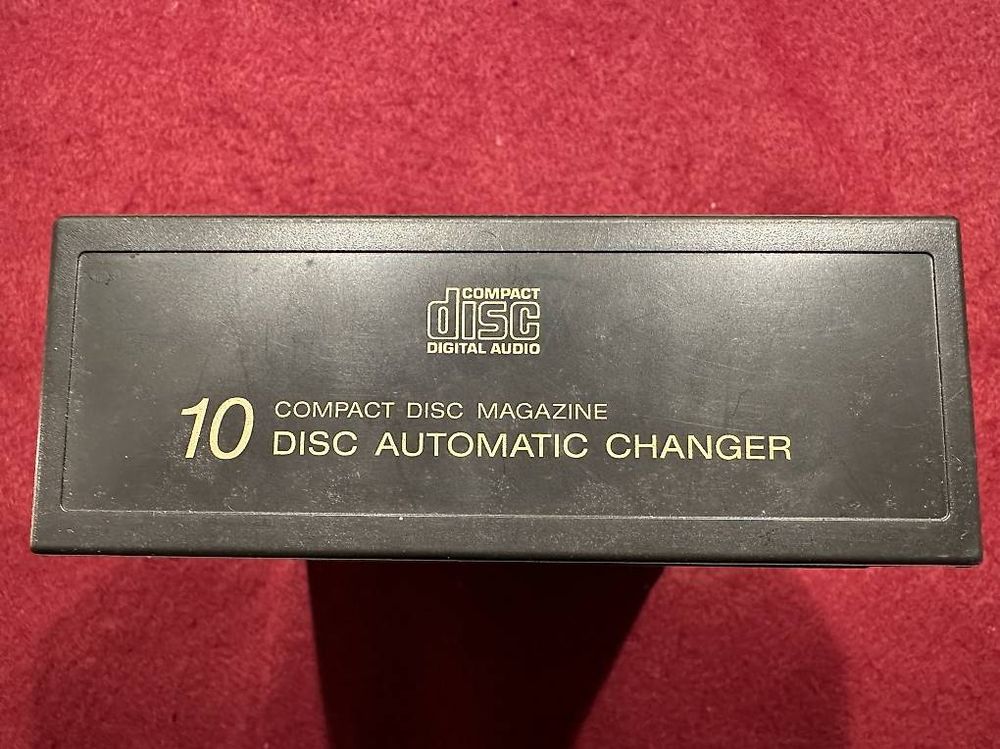 COMPACT
disc
DIGITAL AUDIO
10 COMPACT DISC MAGAZINE
DISC AUTOMATIC CHANGER